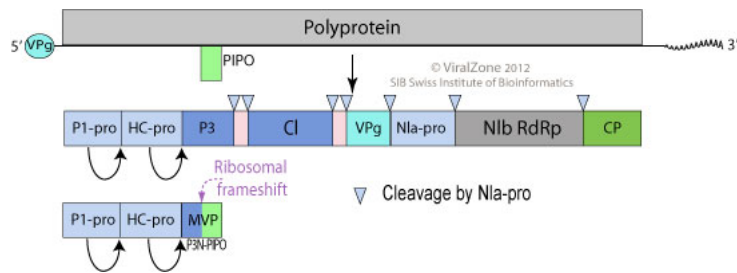 Polyprotein
5' VPg 3'
PIPO
© ViralZone 2012
SIB Swiss Institute of Bioinformatics
P1-pro HC-pro P3 CI VPg NIa-pro NIb RdRp CP
Ribosomal
frameshift
Cleavage by NIa-pro
P1-pro HC-pro MVP
P3N-PIPO